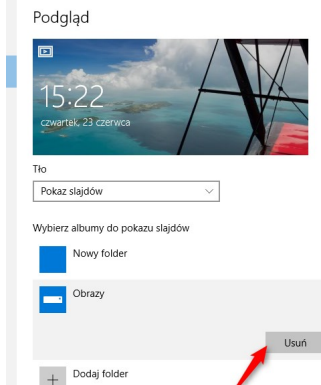 Podgląd
15:22
czwartek, 23 czerwca
Tło
Pokaz slajdów
Wybierz albumy do pokazu slajdów
Nowy folder
Obrazy
Usuń
Dodaj folder